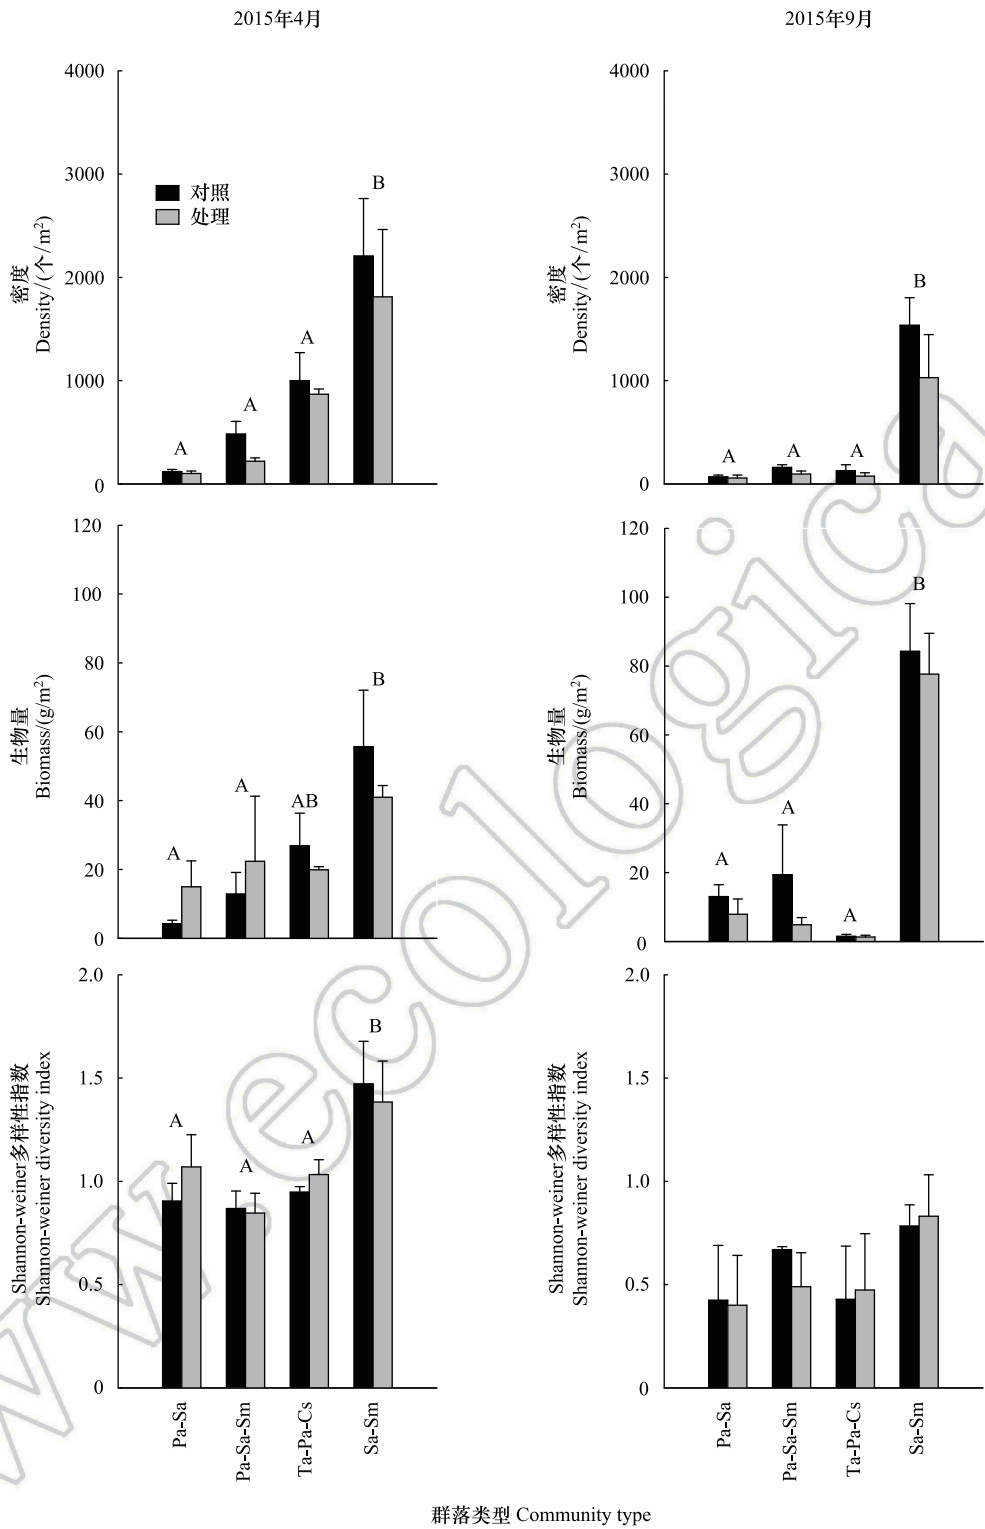 2015年4月
2015年9月
4000
3000
2000
1000
0
密度
Density/(个/m²)
对照
处理
A
A
A
B
4000
3000
2000
1000
0
密度
Density/(个/m²)
A
A
A
B
120
100
80
60
40
20
0
生物量
Biomass/(g/m²)
A
A
AB
B
120
100
80
60
40
20
0
生物量
Biomass/(g/m²)
A
A
A
B
2.0
1.5
1.0
0.5
0
Shannon-weiner多样性指数
Shannon-weiner diversity index
A
A
A
B
2.0
1.5
1.0
0.5
0
Shannon-weiner多样性指数
Shannon-weiner diversity index
Pa-Sa
Pa-Sa-Sm
Ta-Pa-Cs
Sa-Sm
Pa-Sa
Pa-Sa-Sm
Ta-Pa-Cs
Sa-Sm
群落类型 Community type
www.ecologica